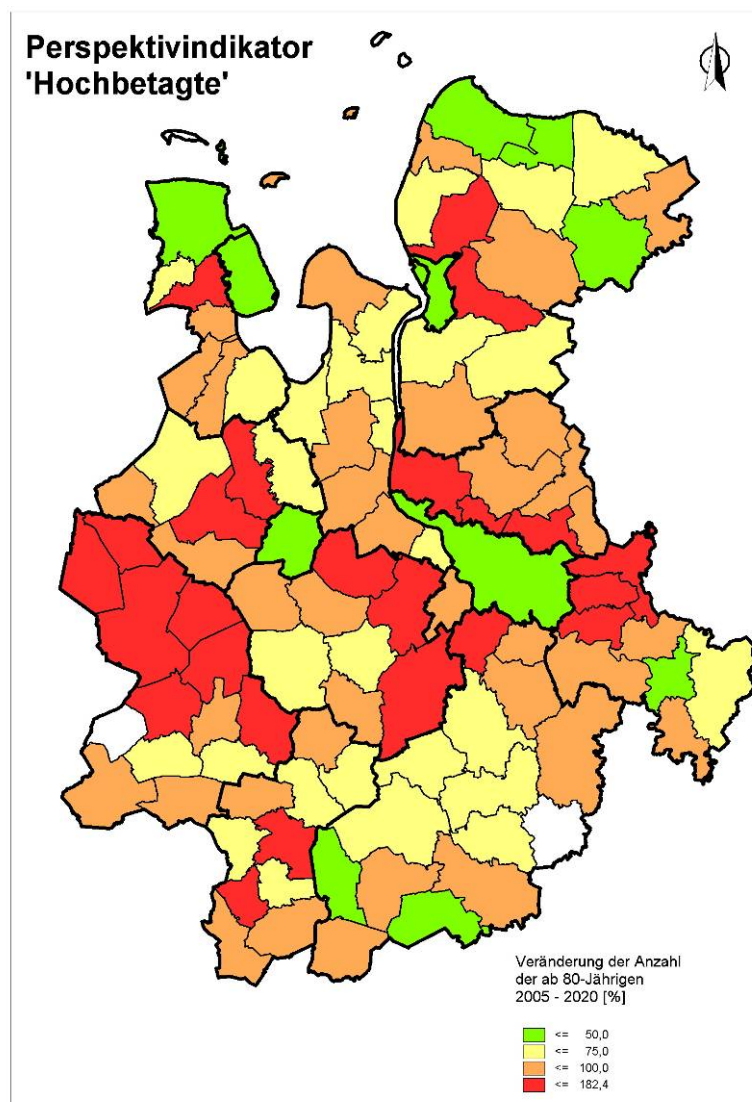 Perspektivindikator
'Hochbetagte'
Veränderung der Anzahl
der ab 80-Jährigen
2005 - 2020 [%]
<= 50,0
<= 75,0
<= 100,0
<= 182,4